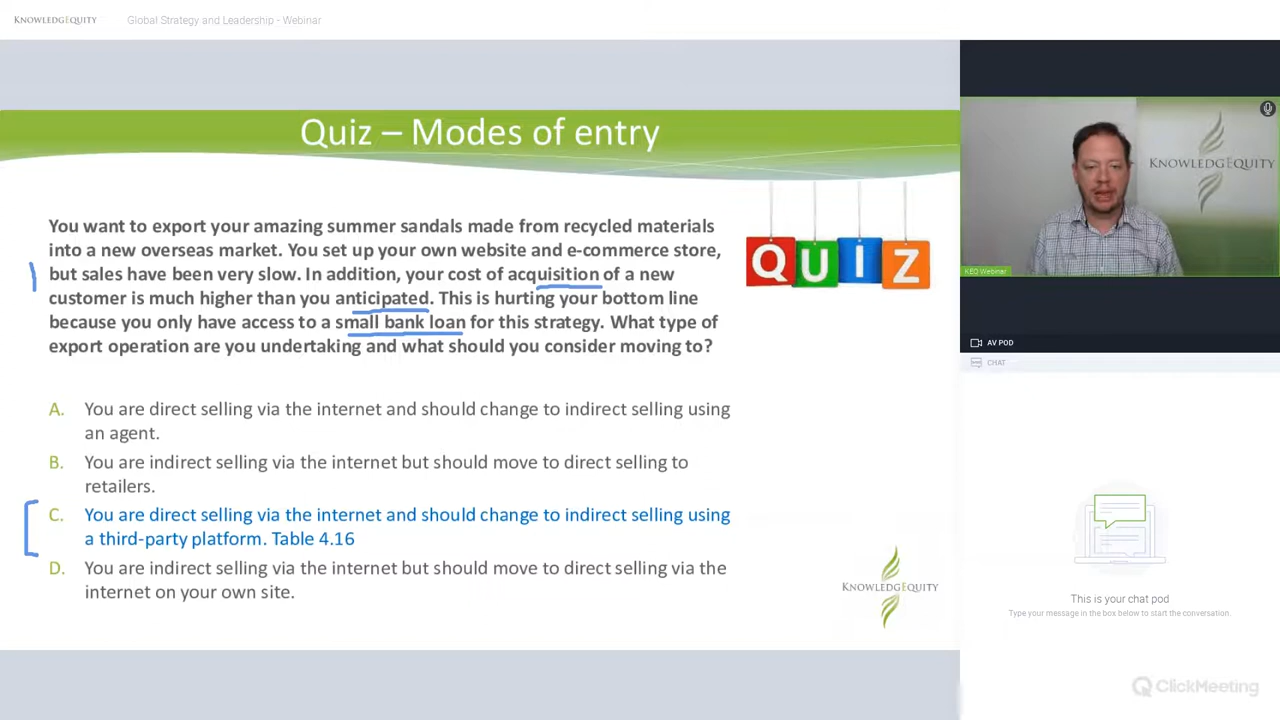 KNOWLEDGEQUITY
Global Strategy and Leadership - Webinar
Quiz – Modes of entry
QUIZ
You want to export your amazing summer sandals made from recycled materials
into a new overseas market. You set up your own website and e-commerce store,
but sales have been very slow. In addition, your cost of acquisition of a new
customer is much higher than you anticipated. This is hurting your bottom line
because you only have access to a small bank loan for this strategy. What type of
export operation are you undertaking and what should you consider moving to?
A. You are direct selling via the internet and should change to indirect selling using
an agent.
B. You are indirect selling via the internet but should move to direct selling to
retailers.
C. You are direct selling via the internet and should change to indirect selling using
a third-party platform. Table 4.16
D. You are indirect selling via the internet but should move to direct selling via the
internet on your own site.
KNOWLEDGEQUITY
KNOWLEDGEQUITY
KEQ Webinar
AV POD
CHAT
This is your chat pod
Type your message in the box below to start the conversation.
ClickMeeting